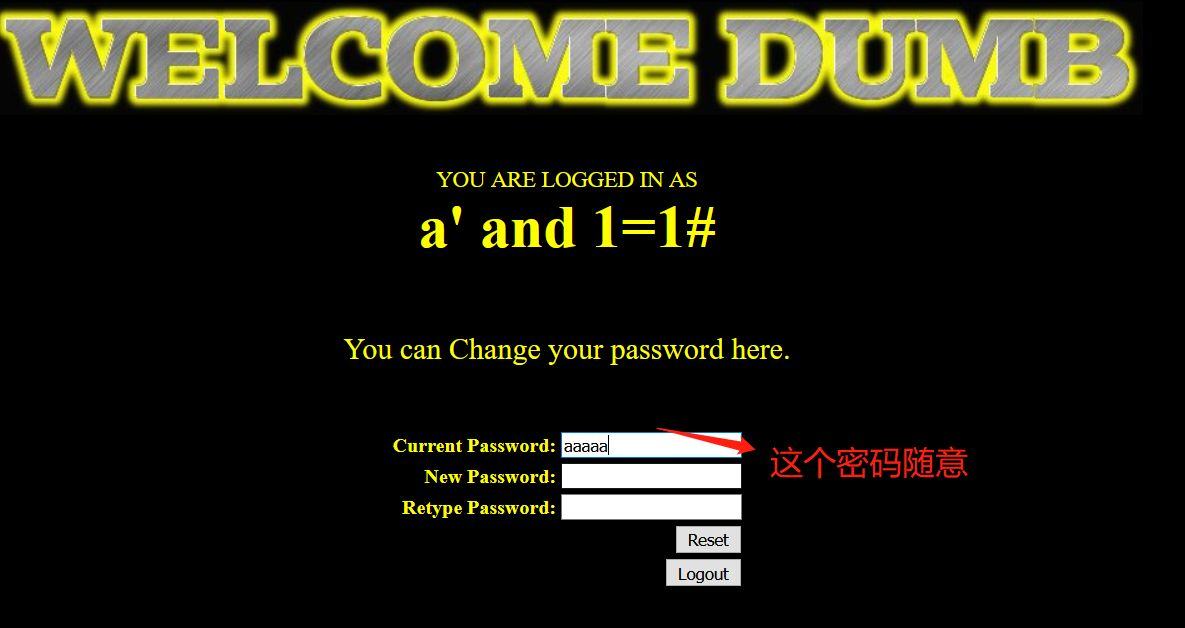 WELCOME DUMB
YOU ARE LOGGED IN AS
a' and 1=1#
You can Change your password here.
Current Password: aaaaa
这个密码随意
New Password:
Retype Password:
Reset
Logout